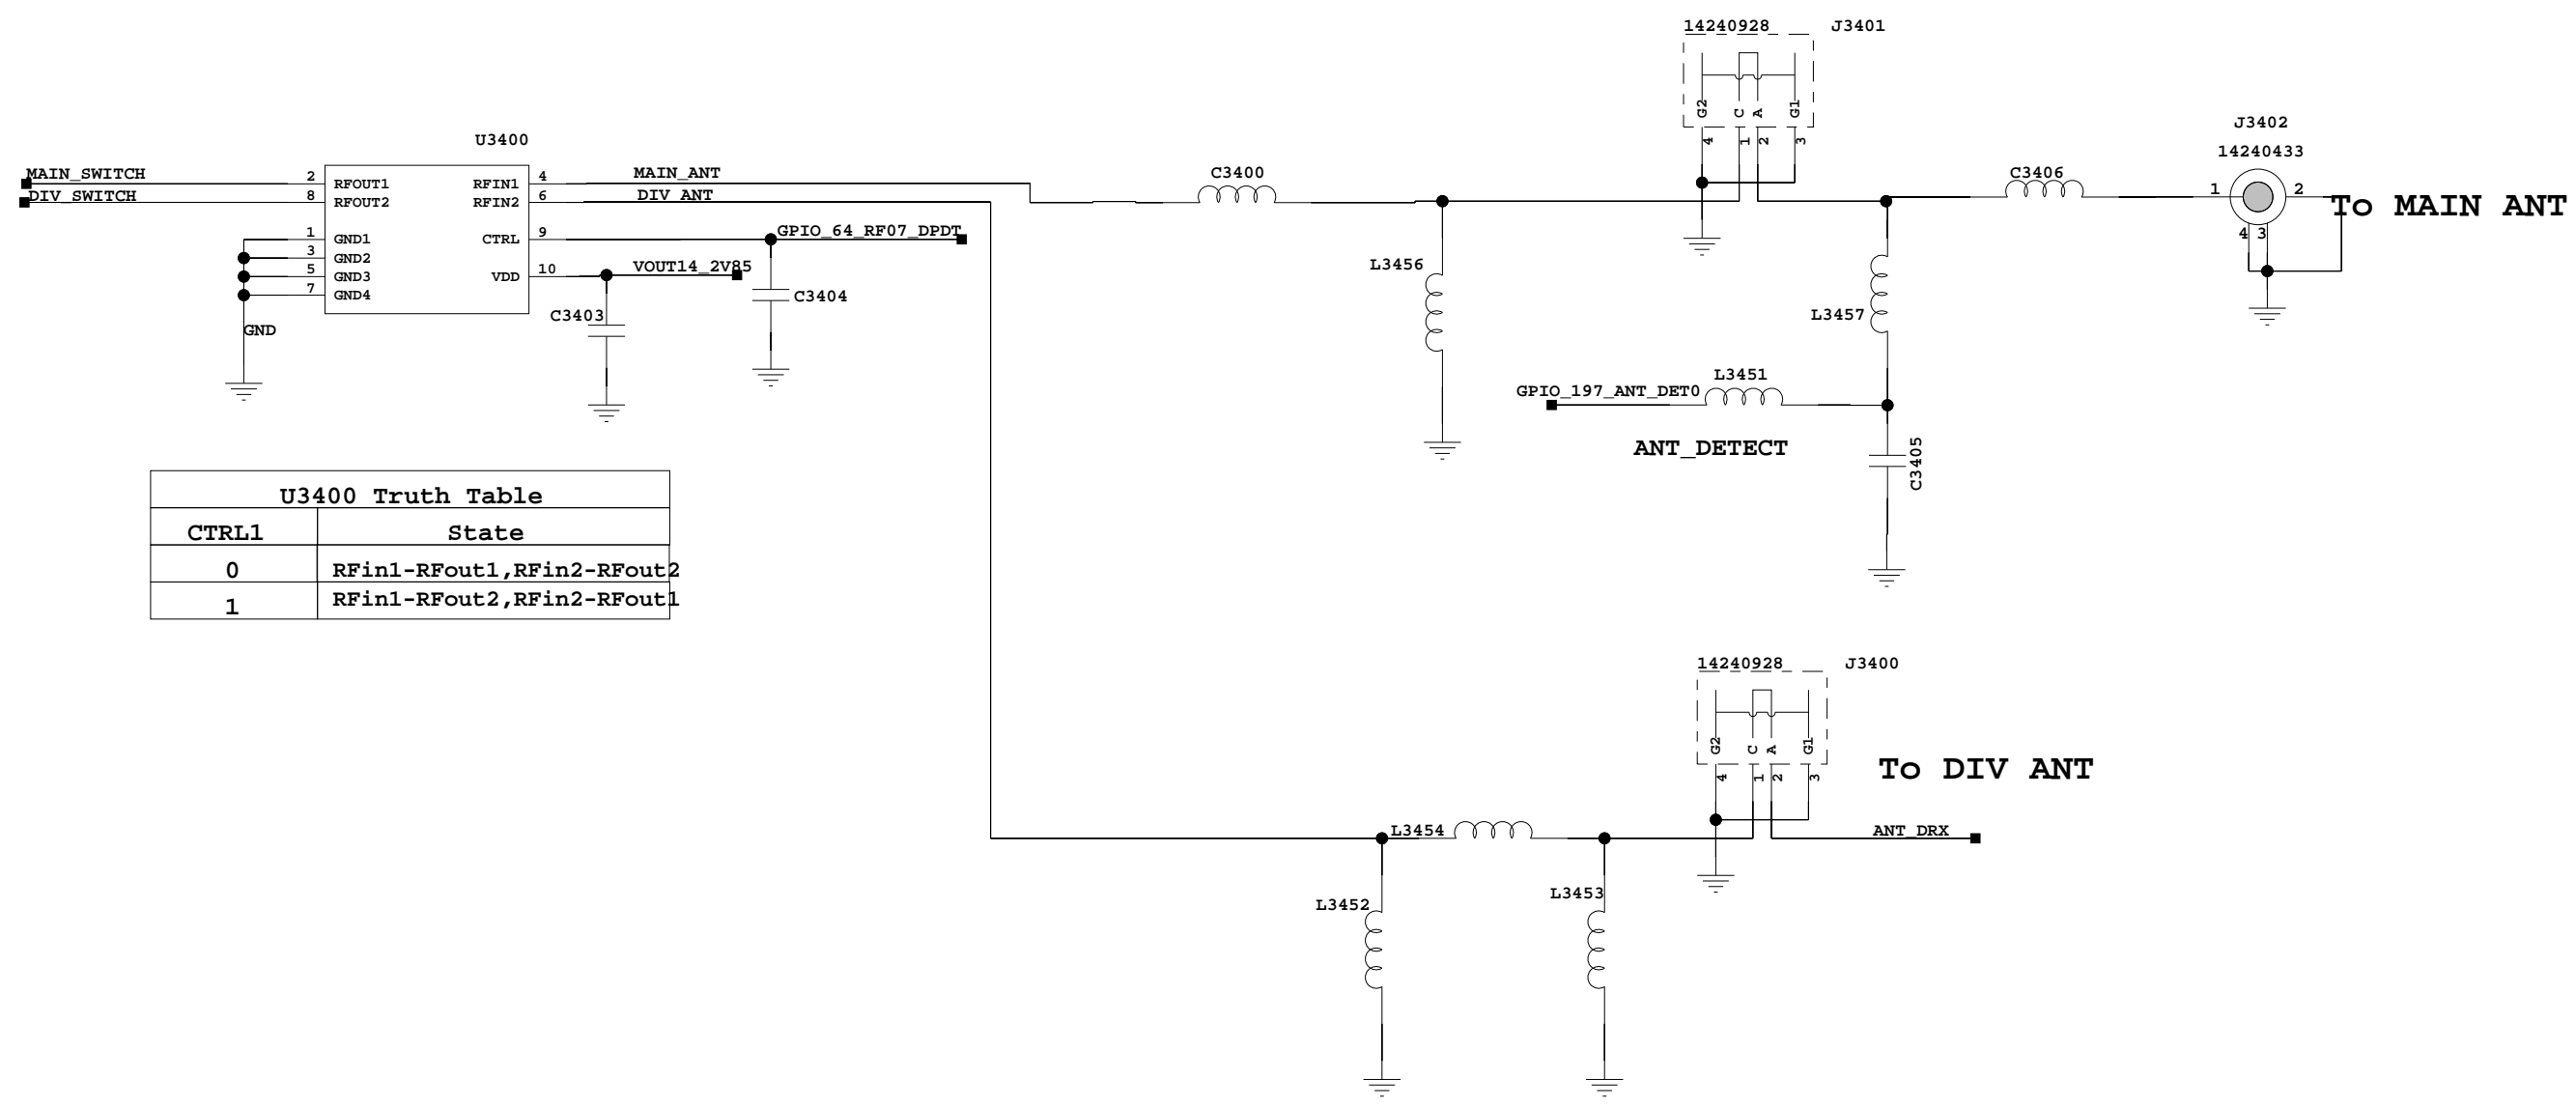 14240928 J3401
G2 C A G1
4 1 2 3
J3402
14240433
U3400
MAIN_SWITCH 2 RFOUT1 RFIN1 4 MAIN_ANT
DIV_SWITCH 8 RFOUT2 RFIN2 6 DIV ANT
1 GND1 CTRL 9 GPIO_64_RF07_DPDT
3 GND2
5 GND3 VDD 10 VOUT14_2V85
7 GND4
GND
C3403
C3404
C3400
C3406
1 2 To MAIN ANT
4 3
L3456
L3457
L3451
GPIO_197_ANT_DET0
ANT_DETECT
C3405
U3400 Truth Table
CTRL1 State
0 RFin1-RFout1,RFin2-RFout2
1 RFin1-RFout2,RFin2-RFout1
14240928 J3400
G2 C A G1
4 1 2 3
To DIV ANT
L3454
ANT_DRX
L3452
L3453